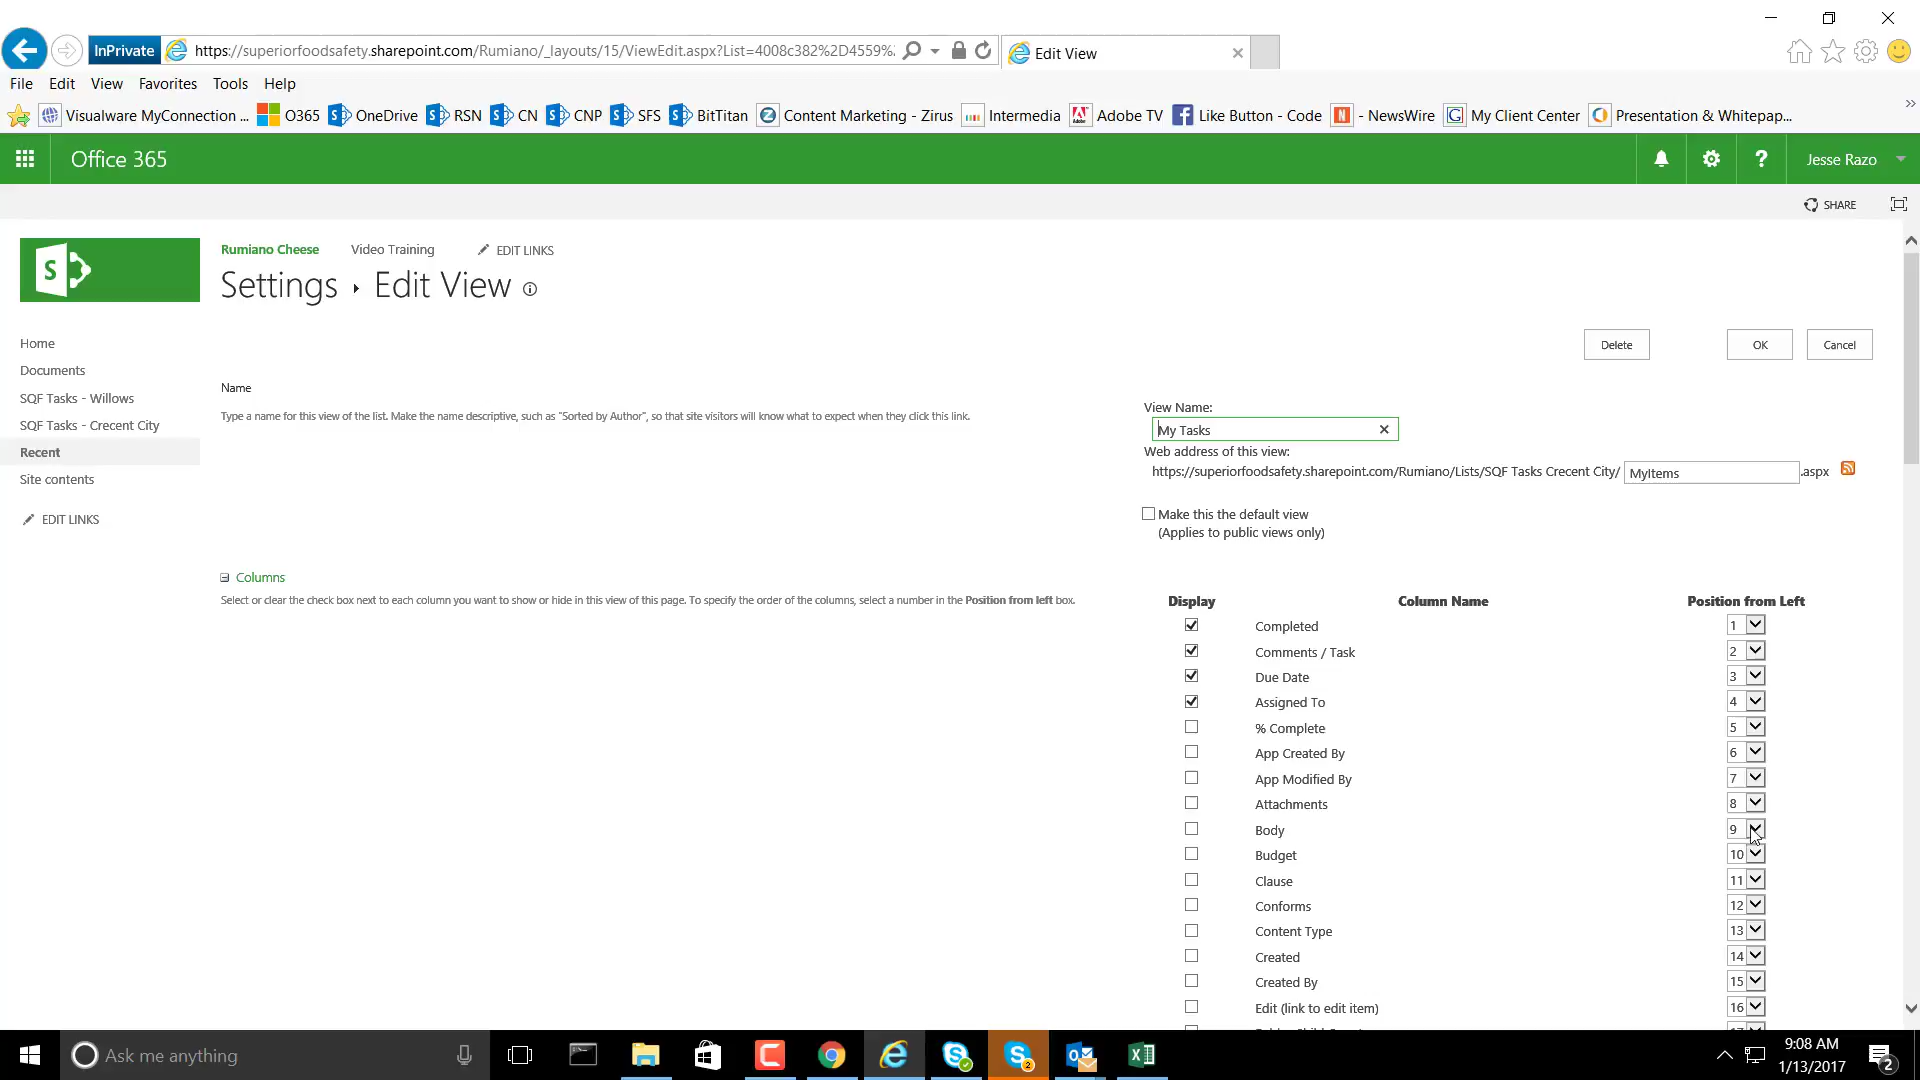 InPrivate https://superiorfoodsafety.sharepoint.com/Rumiano/_layouts/15/ViewEdit.aspx?List=4008c382%2D4559% Edit View
File Edit View Favorites Tools Help
Visualware MyConnection ... O365 OneDrive RSN CN CNP SFS BitTitan Content Marketing - Zirus Intermedia Adobe TV Like Button - Code - NewsWire My Client Center Presentation & Whitepap...
Office 365 Jesse Razo
SHARE
Rumiano Cheese Video Training EDIT LINKS
Settings Edit View
Home
Documents
SQF Tasks - Willows
SQF Tasks - Crecent City
Recent
Site contents
EDIT LINKS
Delete OK Cancel
Name
Type a name for this view of the list. Make the name descriptive, such as "Sorted by Author", so that site visitors will know what to expect when they click this link.
View Name:
My Tasks
Web address of this view:
https://superiorfoodsafety.sharepoint.com/Rumiano/Lists/SQF Tasks Crecent City/ MyItems .aspx
Make this the default view
(Applies to public views only)
Columns
Select or clear the check box next to each column you want to show or hide in this view of this page. To specify the order of the columns, select a number in the Position from left box.
Display Column Name Position from Left
Completed 1
Comments / Task 2
Due Date 3
Assigned To 4
% Complete 5
App Created By 6
App Modified By 7
Attachments 8
Body 9
Budget 10
Clause 11
Conforms 12
Content Type 13
Created 14
Created By 15
Edit (link to edit item) 16
Ask me anything
9:08 AM
1/13/2017
2
2